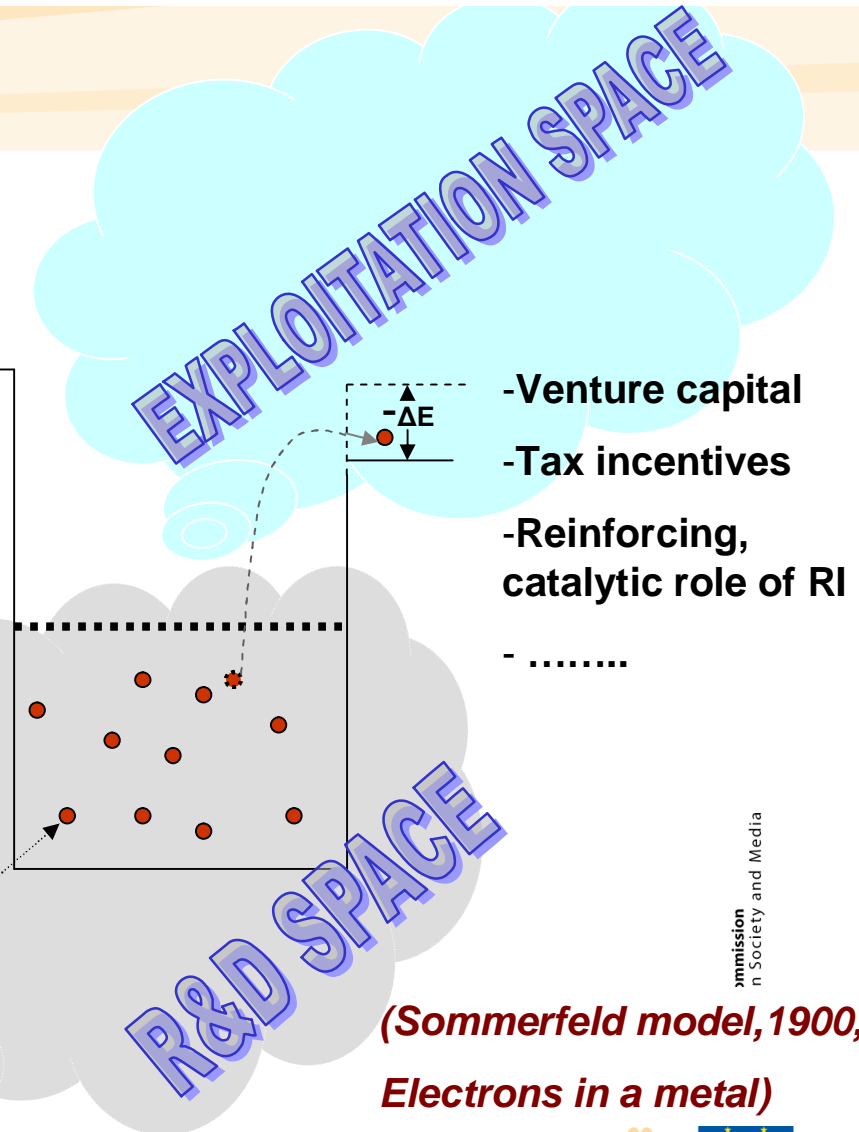 EXPLOITATION SPACE
-ΔE
-Venture capital
-Tax incentives
-Reinforcing,
catalytic role of RI
- ……..
R&D SPACE
ommission
n Society and Media
(Sommerfeld model,1900,
Electrons in a metal)